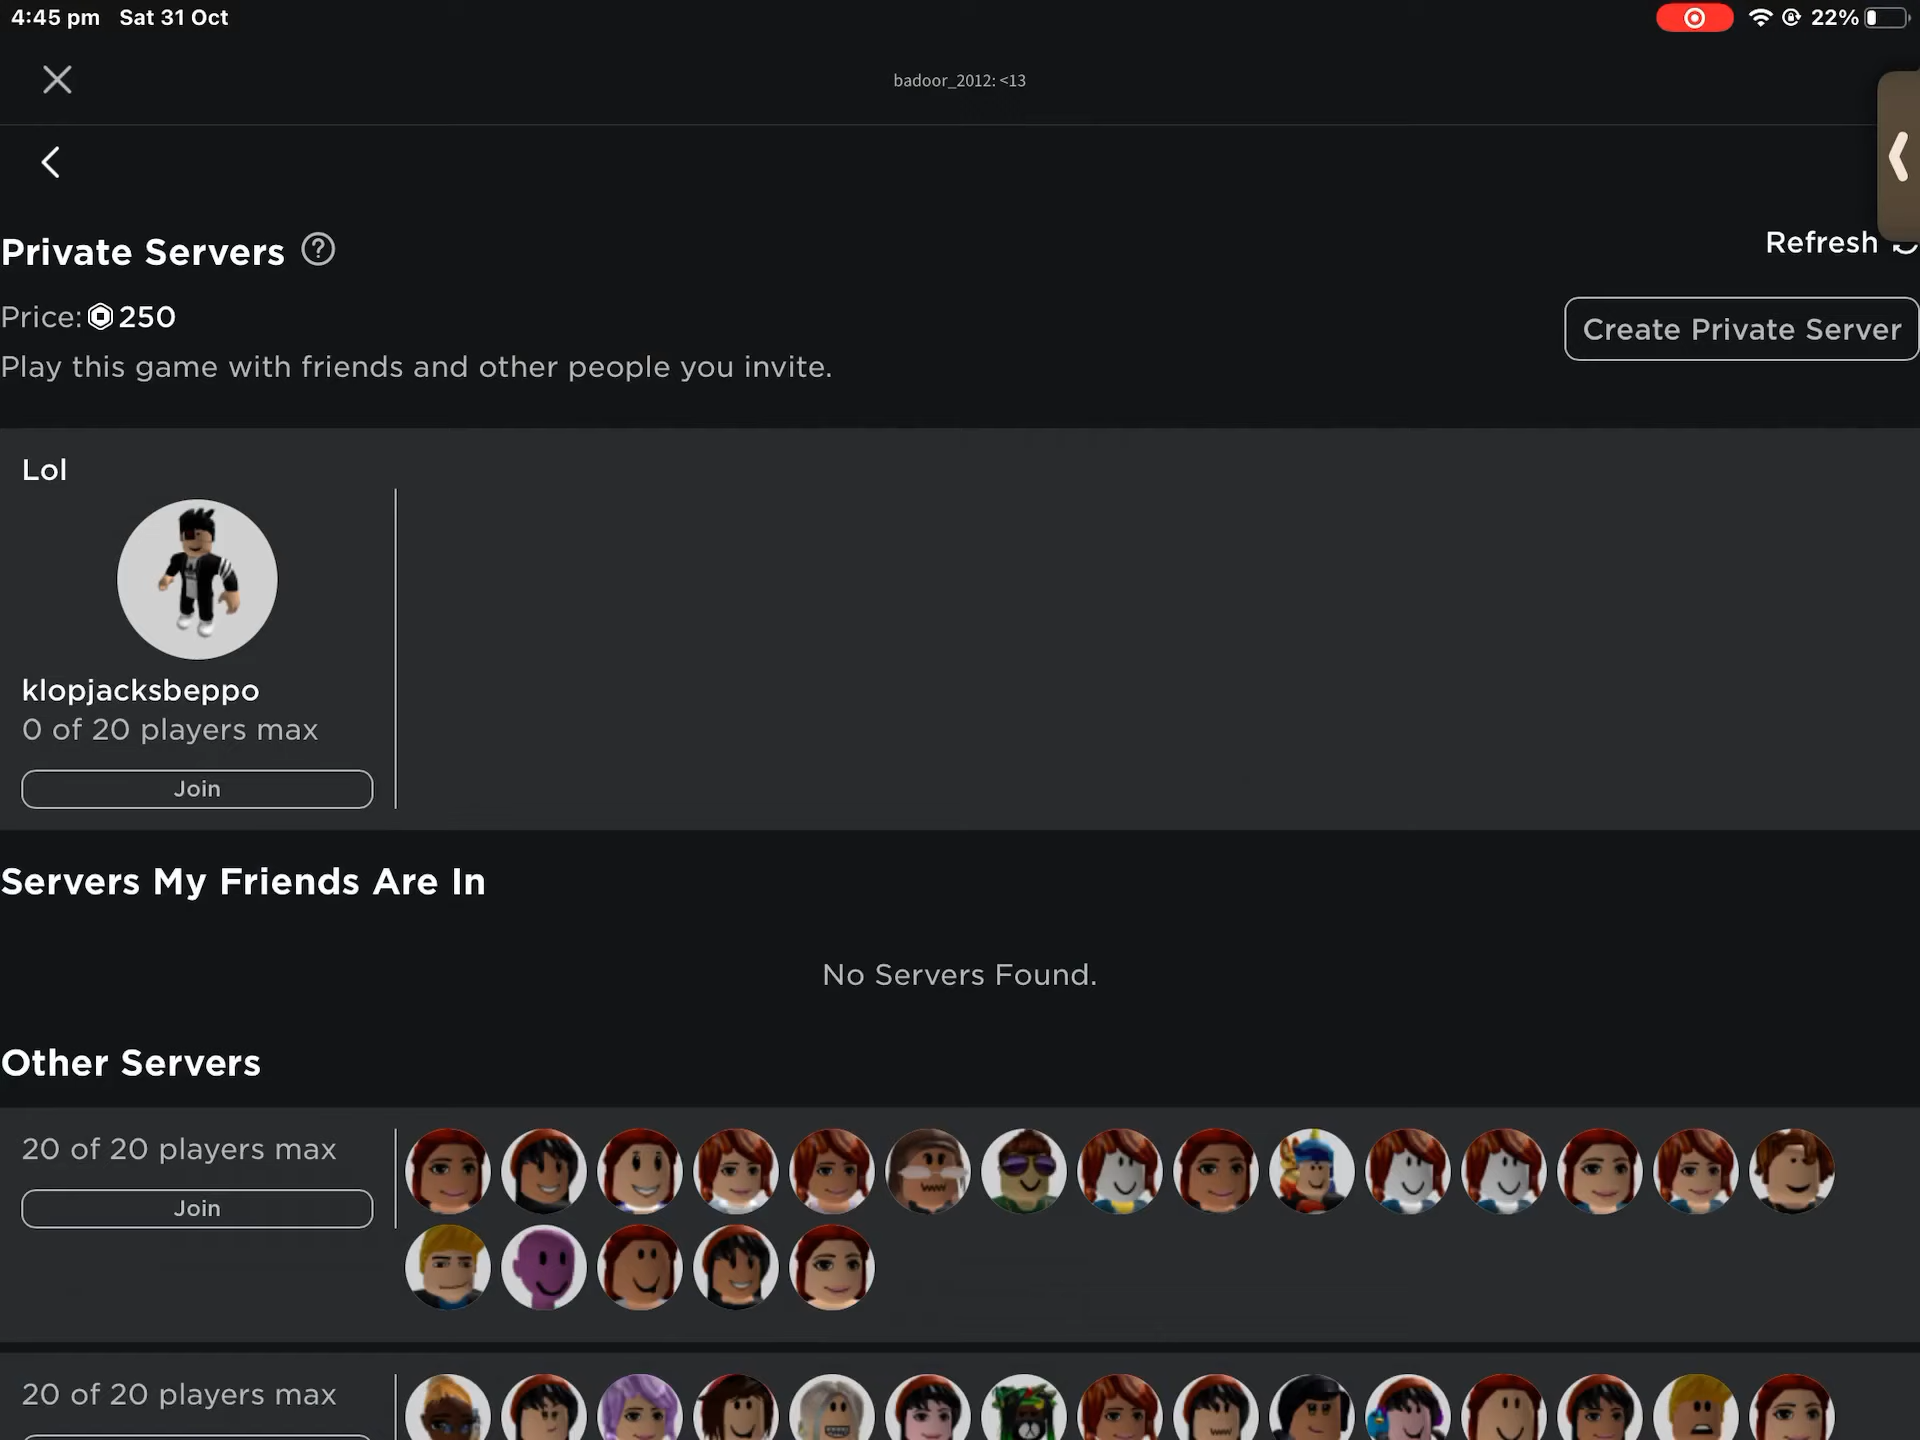 4:45 pm Sat 31 Oct
22%
badoor_2012: <13
Private Servers
Refresh
Price: 250
Create Private Server
Play this game with friends and other people you invite.
Lol
klopjacksbeppo
0 of 20 players max
Join
Servers My Friends Are In
No Servers Found.
Other Servers
20 of 20 players max
Join
20 of 20 players max